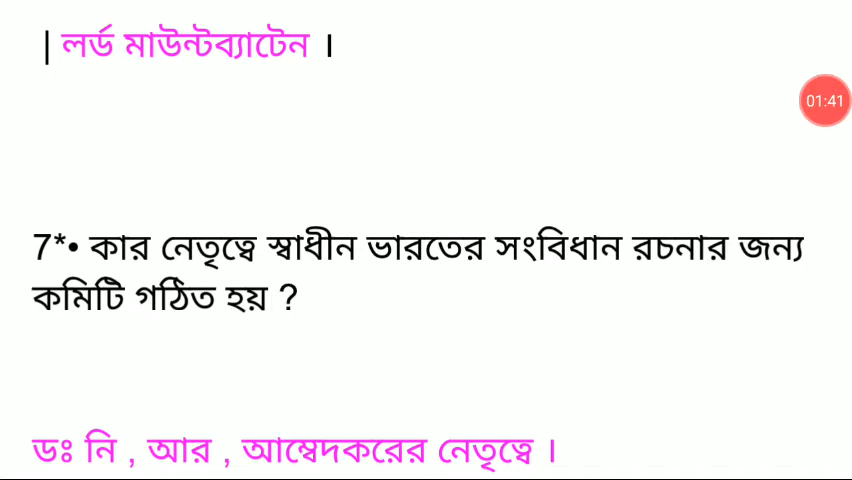 | লর্ড মাউন্টব্যাটেন ।
01:41
7*• কার নেতৃত্বে স্বাধীন ভারতের সংবিধান রচনার জন্য
কমিটি গঠিত হয় ?
ডঃ নি , আর , আম্বেদকরের নেতৃত্বে ।